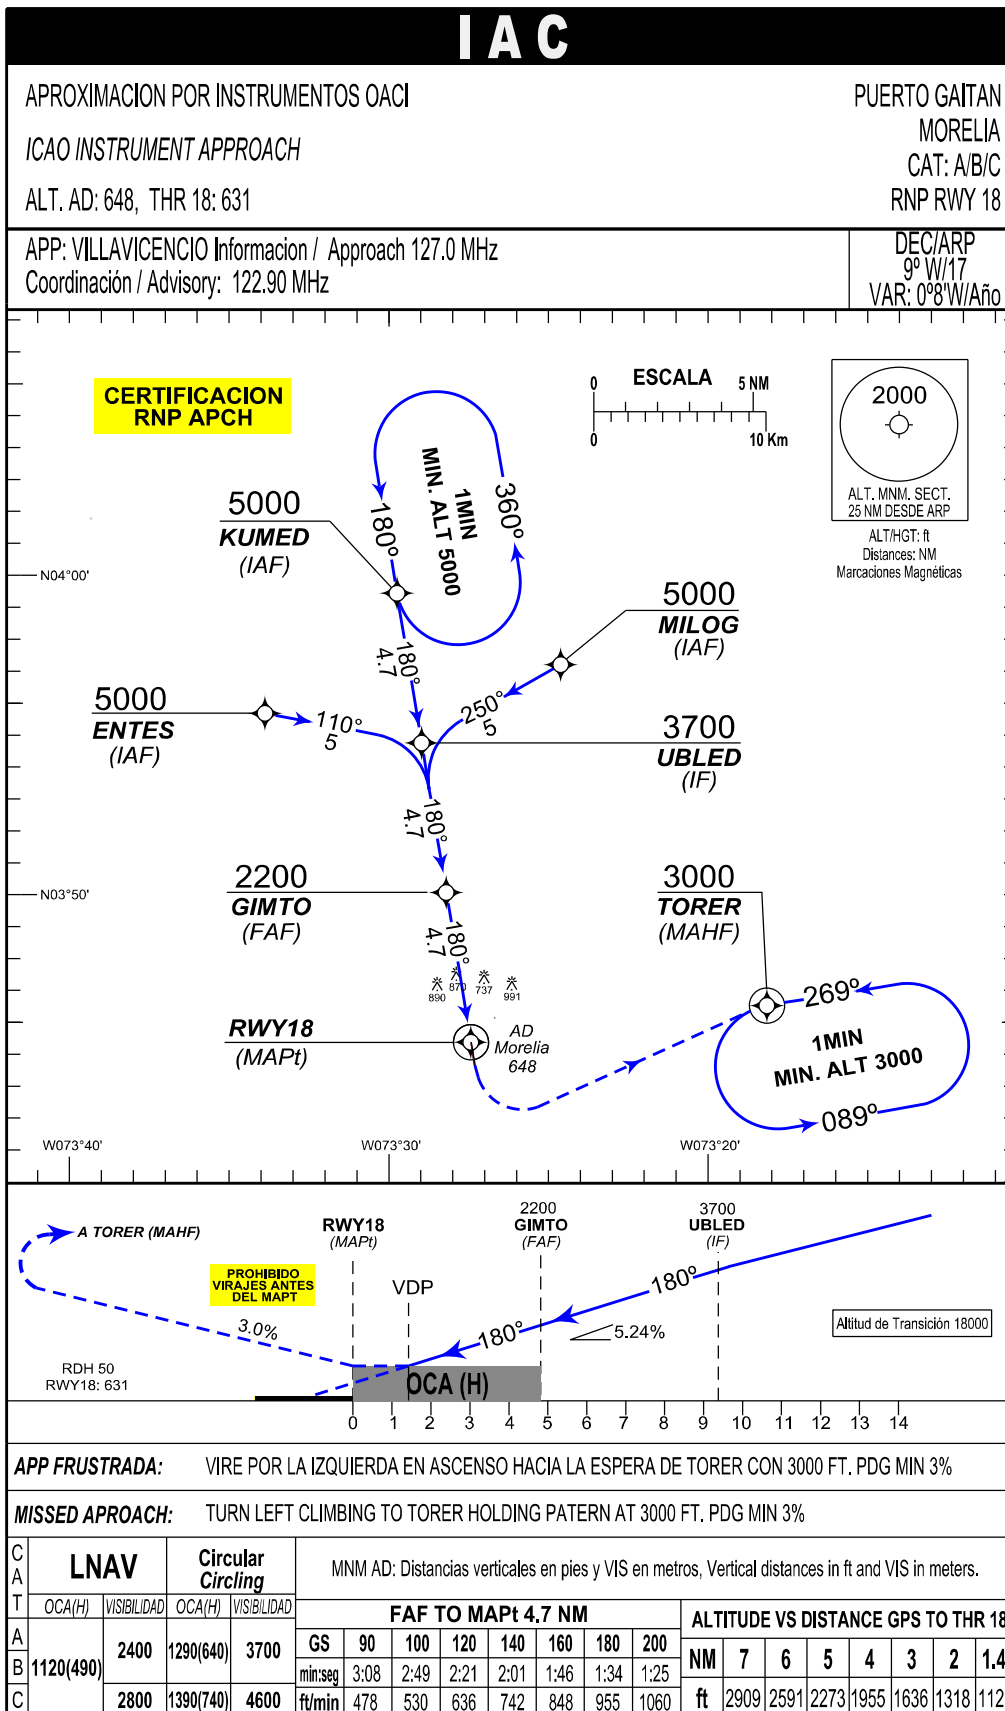 IAC
APROXIMACION POR INSTRUMENTOS OACI
ICAO INSTRUMENT APPROACH
ALT. AD: 648, THR 18: 631
PUERTO GAITAN
MORELIA
CAT: A/B/C
RNP RWY 18
APP: VILLAVICENCIO Informacion / Approach 127.0 MHz
Coordinación / Advisory: 122.90 MHz
DEC/ARP
9º W/17
VAR: 0º8'W/Año
CERTIFICACION
RNP APCH
0 ESCALA 5 NM
0 10 Km
2000
ALT. MNM. SECT.
25 NM DESDE ARP
ALT/HGT: ft
Distances: NM
Marcaciones Magnéticas
1MIN
MIN. ALT 5000
180º
360º
5000
KUMED
(IAF)
N04°00'
5000
MILOG
(IAF)
180°
4.7
5000
ENTES
(IAF)
110°
5
250°
5
3700
UBLED
(IF)
180°
4.7
2200
GIMTO
(FAF)
N03°50'
3000
TORER
(MAHF)
180°
4.7
890
870
737
991
RWY18
(MAPt)
AD
Morelia
648
269º
1MIN
MIN. ALT 3000
089º
W073°40'
W073°30'
W073°20'
A TORER (MAHF)
RWY18
(MAPt)
2200
GIMTO
(FAF)
3700
UBLED
(IF)
PROHIBIDO
VIRAJES ANTES
DEL MAPT
VDP
180°
180°
3.0%
5.24%
Altitud de Transición 18000
RDH 50
RWY18: 631
OCA (H)
0 1 2 3 4 5 6 7 8 9 10 11 12 13 14
APP FRUSTRADA: VIRE POR LA IZQUIERDA EN ASCENSO HACIA LA ESPERA DE TORER CON 3000 FT. PDG MIN 3%
MISSED APROACH: TURN LEFT CLIMBING TO TORER HOLDING PATERN AT 3000 FT. PDG MIN 3%
CAT
LNAV
Circular
Circling
OCA(H) VISIBILIDAD OCA(H) VISIBILIDAD
A
B
C
1120(490)
2400
2800
1290(640) 3700
1390(740) 4600
MNM AD: Distancias verticales en pies y VIS en metros, Vertical distances in ft and VIS in meters.
FAF TO MAPt 4.7 NM
GS 90 100 120 140 160 180 200
min:seg 3:08 2:49 2:21 2:01 1:46 1:34 1:25
ft/min 478 530 636 742 848 955 1060
ALTITUDE VS DISTANCE GPS TO THR 18
NM 7 6 5 4 3 2 1.4
ft 2909 2591 2273 1955 1636 1318 112